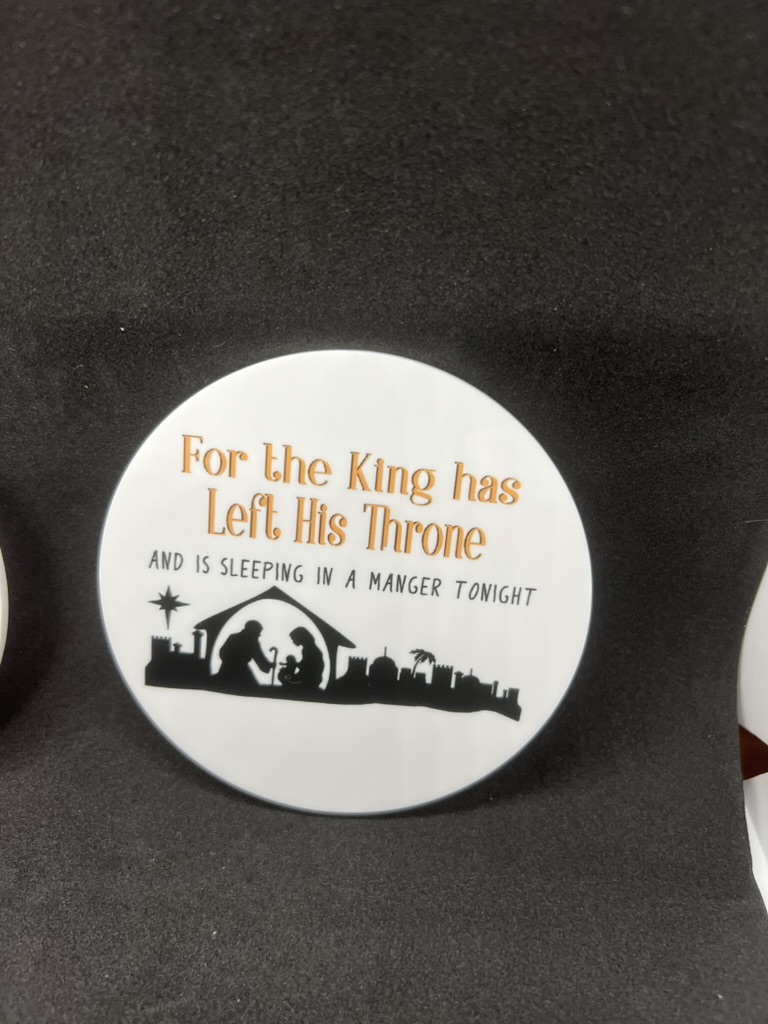 For the King has
Left His Throne
AND IS SLEEPING IN A MANGER TONIGHT